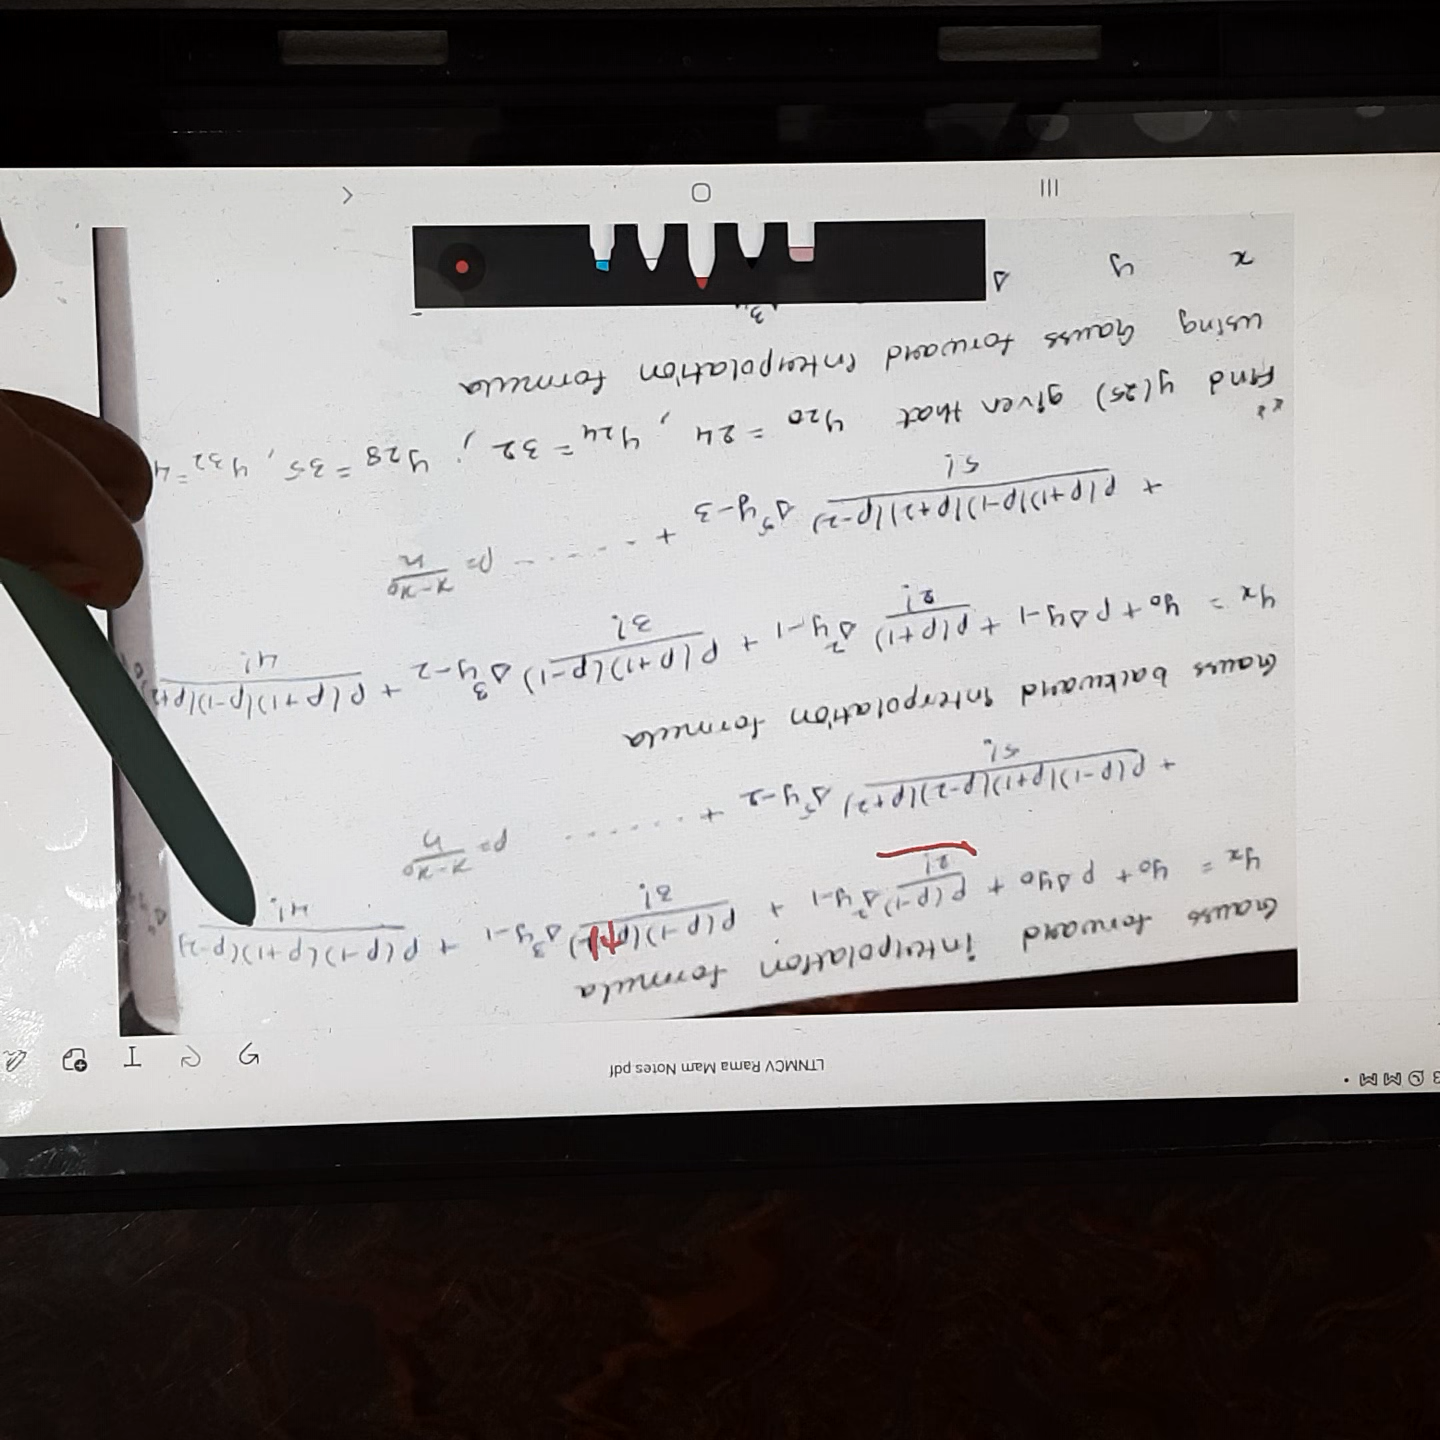 LTNMCV Rama Mam Notes.pdf
T
Gauss forward interpolation formula
yx = y0 + p Δy0 + p(p-1)/2! Δ²y-1 + p(p-1)(p+1)/3! Δ³y-1 + p(p-1)(p+1)(p-2)/4!
+ p(p-1)(p+1)(p-2)(p+2)/5! Δ⁵y-2 + ...... p = x-x0/h
Gauss backward interpolation formula
yx = y0 + p Δy-1 + p(p+1)/2! Δ²y-1 + p(p+1)(p-1)/3! Δ³y-2 + p(p+1)(p-1)(p+2)/4!
+ p(p+1)(p-1)(p+2)(p-2)/5! Δ⁵y-3 + ...... p = x-x0/h
Find y(25) given that y20 = 24, y24 = 32, y28 = 35, y32 = 4
using Gauss forward interpolation formula
x y Δ Δ³y